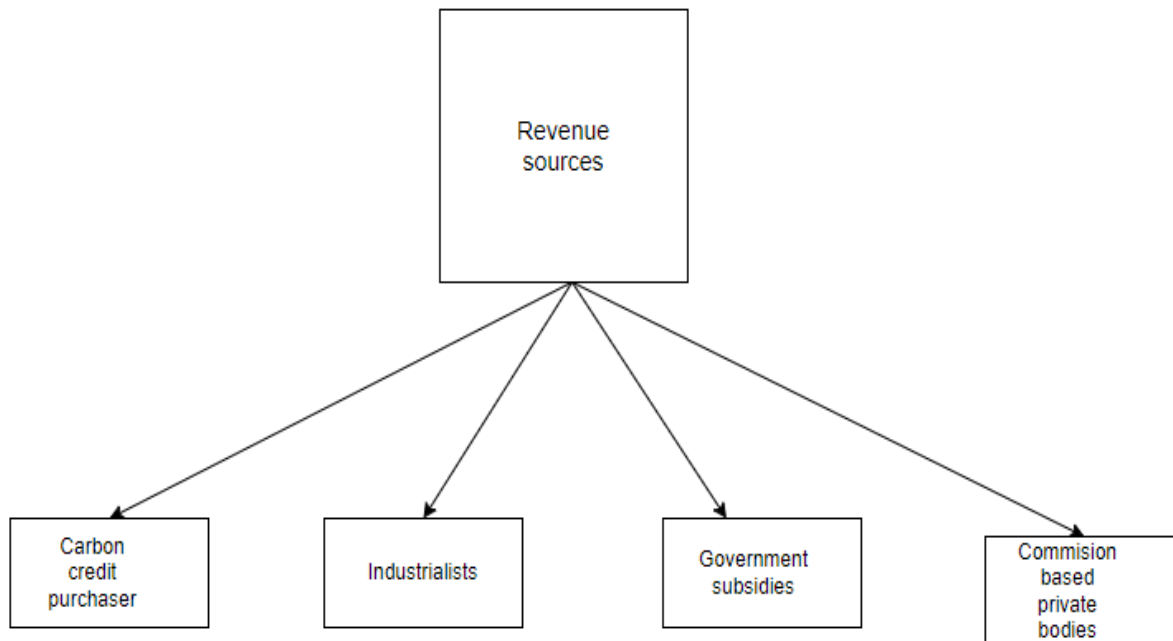 Revenue
sources
Carbon
credit
purchaser
Industrialists
Government
subsidies
Commision
based
private
bodies